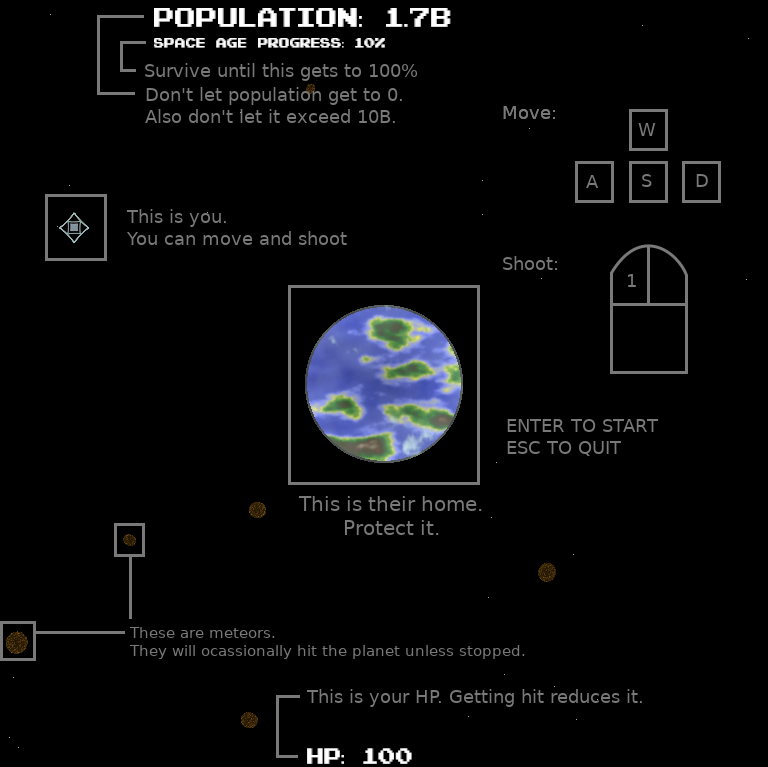 POPULATION: 1.7B
SPACE AGE PROGRESS: 10%
Survive until this gets to 100%
Don't let population get to 0.
Also don't let it exceed 10B.
Move:
W
A S D
This is you.
You can move and shoot
Shoot:
1
ENTER TO START
ESC TO QUIT
This is their home.
Protect it.
These are meteors.
They will ocassionally hit the planet unless stopped.
This is your HP. Getting hit reduces it.
HP: 100